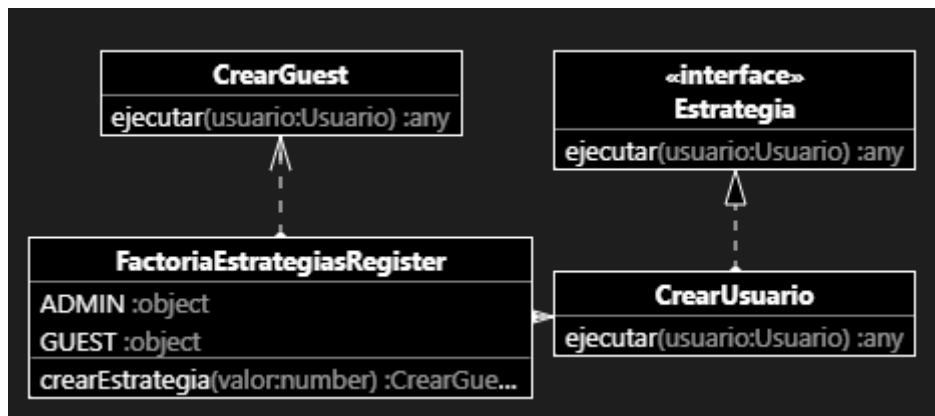 CrearGuest
ejecutar(usuario:Usuario) :any
«interface»
Estrategia
ejecutar(usuario:Usuario) :any
FactoriaEstrategiasRegister
ADMIN :object
GUEST :object
crearEstrategia(valor:number) :CrearGue...
CrearUsuario
ejecutar(usuario:Usuario) :any